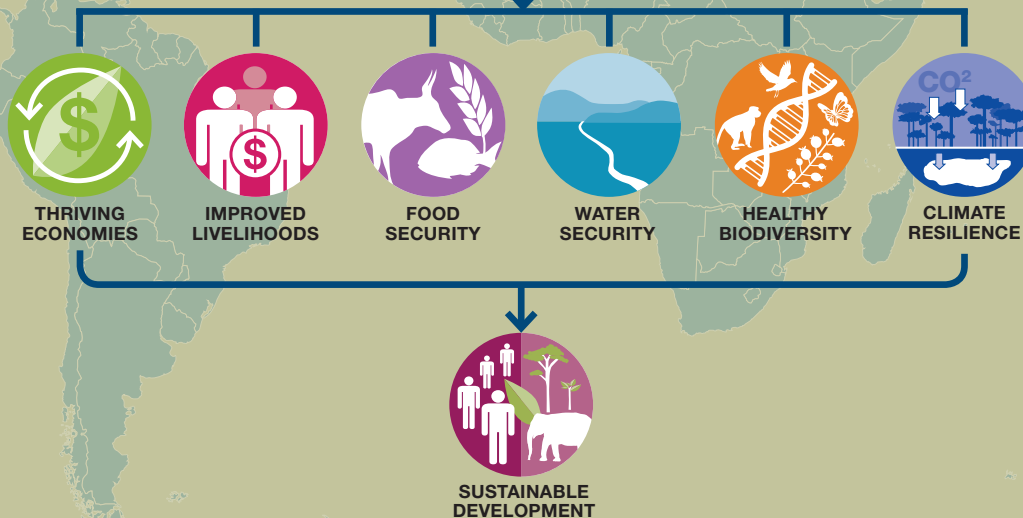 $
$
CO²
THRIVING
ECONOMIES
IMPROVED
LIVELIHOODS
FOOD
SECURITY
WATER
SECURITY
HEALTHY
BIODIVERSITY
CLIMATE
RESILIENCE
SUSTAINABLE
DEVELOPMENT